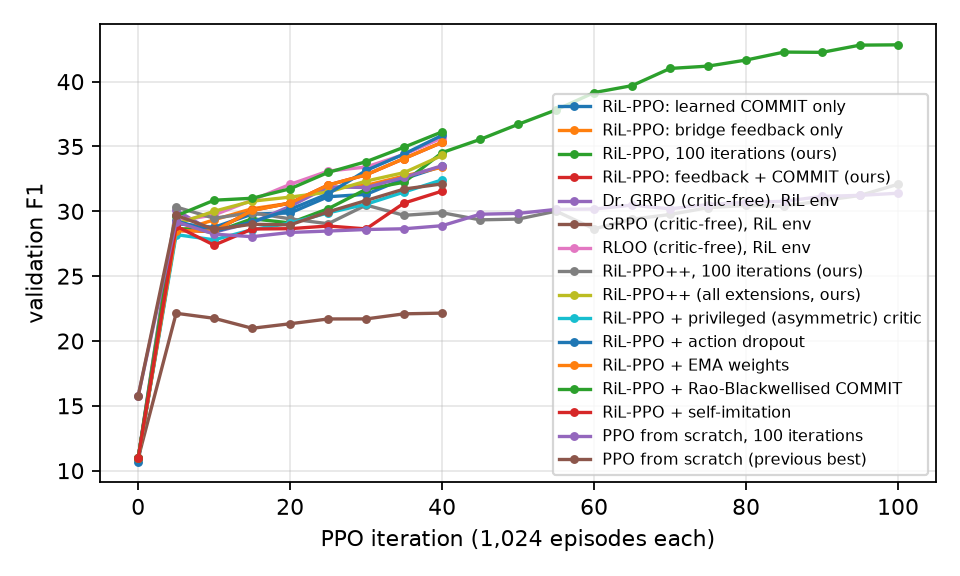 40
35
30
25
20
15
10
validation F1
0
20
40
60
80
100
PPO iteration (1,024 episodes each)
RiL-PPO: learned COMMIT only
RiL-PPO: bridge feedback only
RiL-PPO, 100 iterations (ours)
RiL-PPO: feedback + COMMIT (ours)
Dr. GRPO (critic-free), RiL env
GRPO (critic-free), RiL env
RLOO (critic-free), RiL env
RiL-PPO++, 100 iterations (ours)
RiL-PPO++ (all extensions, ours)
RiL-PPO + privileged (asymmetric) critic
RiL-PPO + action dropout
RiL-PPO + EMA weights
RiL-PPO + Rao-Blackwellised COMMIT
RiL-PPO + self-imitation
PPO from scratch, 100 iterations
PPO from scratch (previous best)